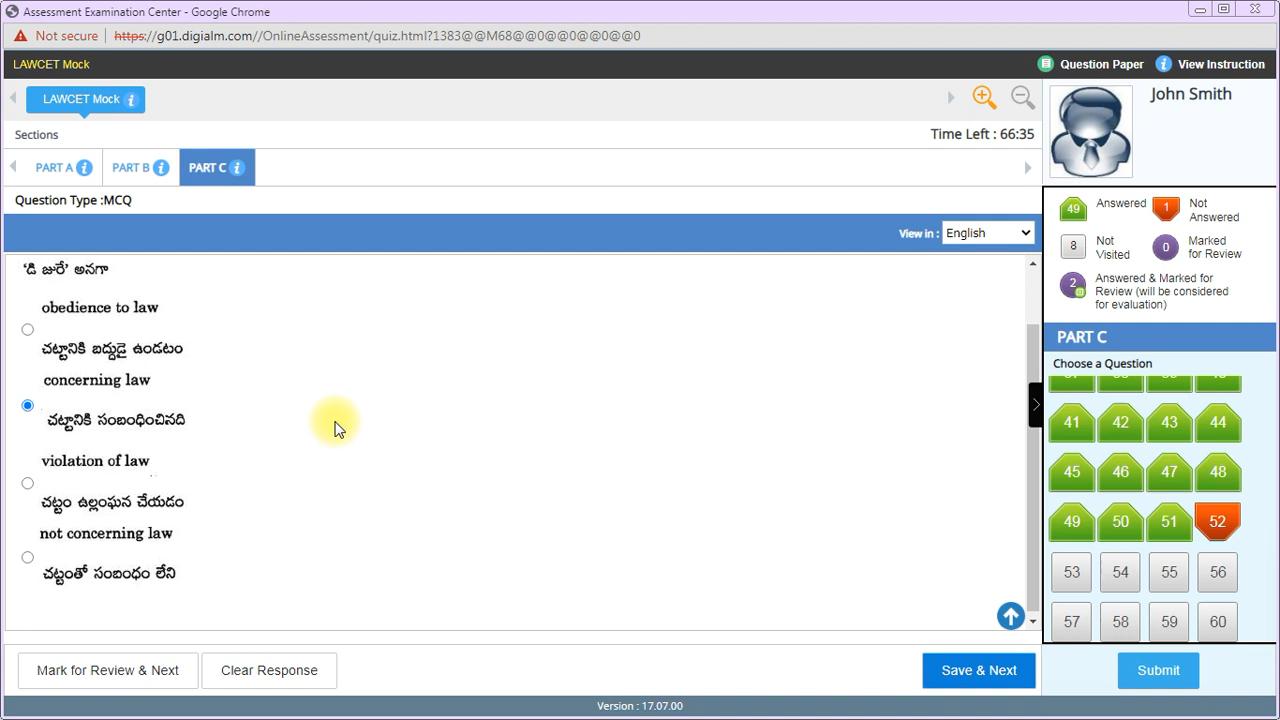 Assessment Examination Center - Google Chrome
Not secure https://g01.digialm.com//OnlineAssessment/quiz.html?1383@@M68@@0@@0@@0@@0
LAWCET Mock
Question Paper
View Instruction
LAWCET Mock
Sections
Time Left : 66:35
PART A
PART B
PART C
Question Type :MCQ
View in : English
'డి జురే' అనగా
obedience to law
చట్టానికి బద్దుడై ఉండటం
concerning law
చట్టానికి సంబంధించినది
violation of law
చట్టం ఉల్లంఘన చేయడం
not concerning law
చట్టంతో సంబంధం లేని
Mark for Review & Next
Clear Response
Save & Next
John Smith
49 Answered
1 Not Answered
8 Not Visited
0 Marked for Review
2 Answered & Marked for Review (will be considered for evaluation)
PART C
Choose a Question
41 42 43 44
45 46 47 48
49 50 51 52
53 54 55 56
57 58 59 60
Submit
Version : 17.07.00